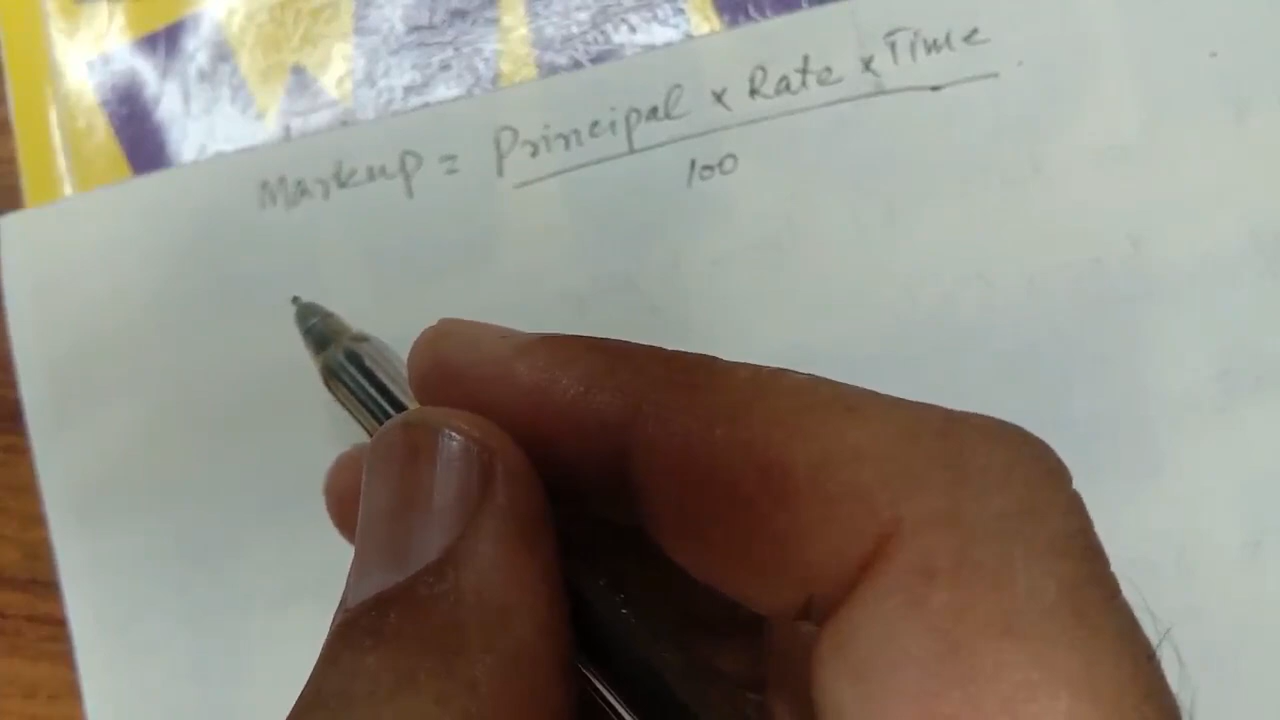 Markup = Principal × Rate × Time
100